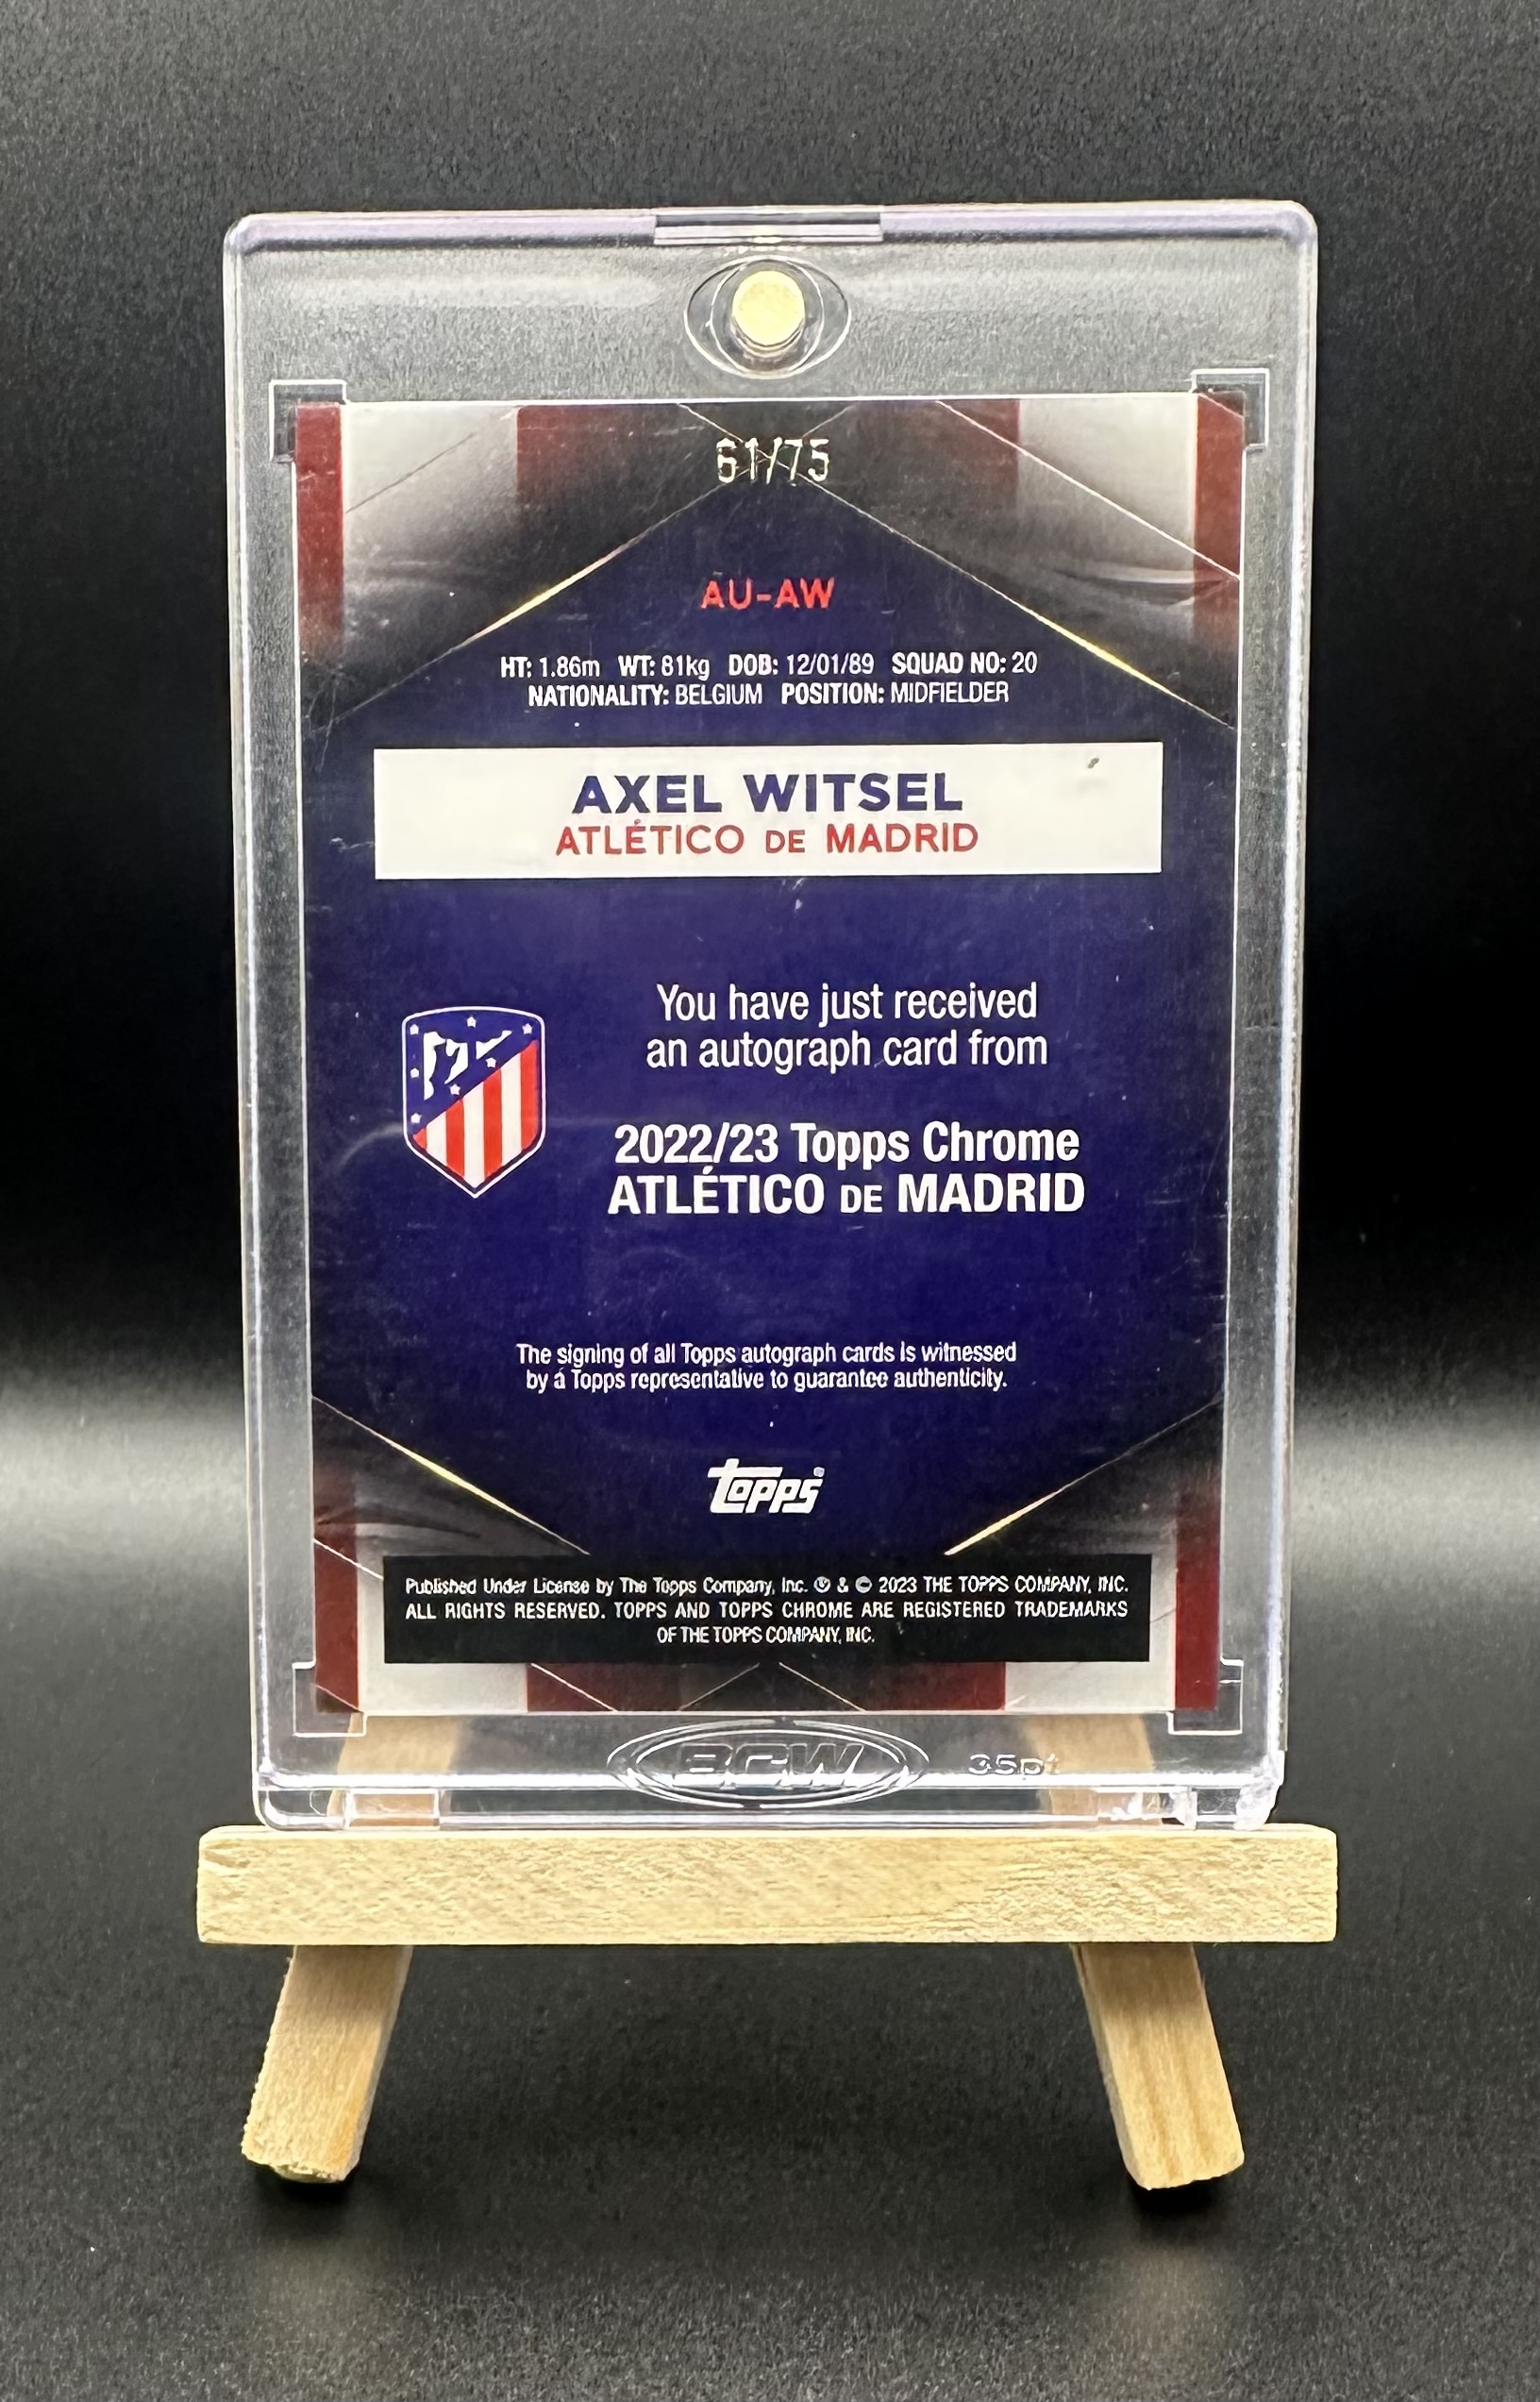 61/75
AU-AW
HT: 1.86m WT: 81kg DOB: 12/01/89 SQUAD NO: 20
NATIONALITY: BELGIUM POSITION: MIDFIELDER
AXEL WITSEL
ATLÉTICO DE MADRID
You have just received
an autograph card from
2022/23 Topps Chrome
ATLÉTICO DE MADRID
The signing of all Topps autograph cards is witnessed
by a Topps representative to guarantee authenticity.
topps
Published Under License by The Topps Company, Inc. ® & © 2023 THE TOPPS COMPANY, INC.
ALL RIGHTS RESERVED. TOPPS AND TOPPS CHROME ARE REGISTERED TRADEMARKS
OF THE TOPPS COMPANY, INC.
BCW 35pt